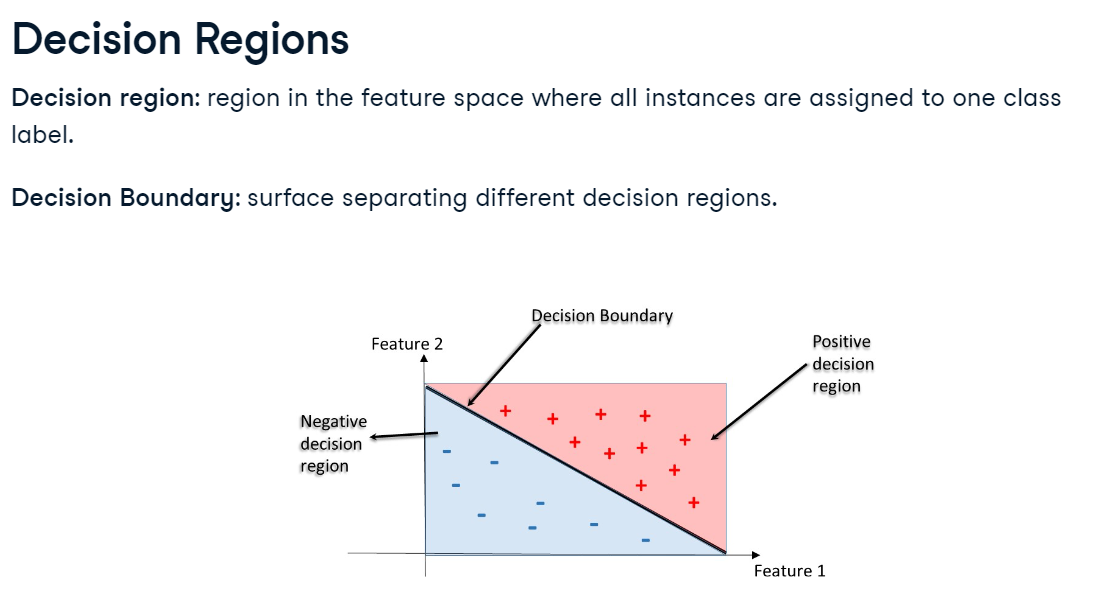 Decision Regions
Decision region: region in the feature space where all instances are assigned to one class
label.
Decision Boundary: surface separating different decision regions.
Decision Boundary
Feature 2
Positive
decision
region
Negative
decision
region
Feature 1